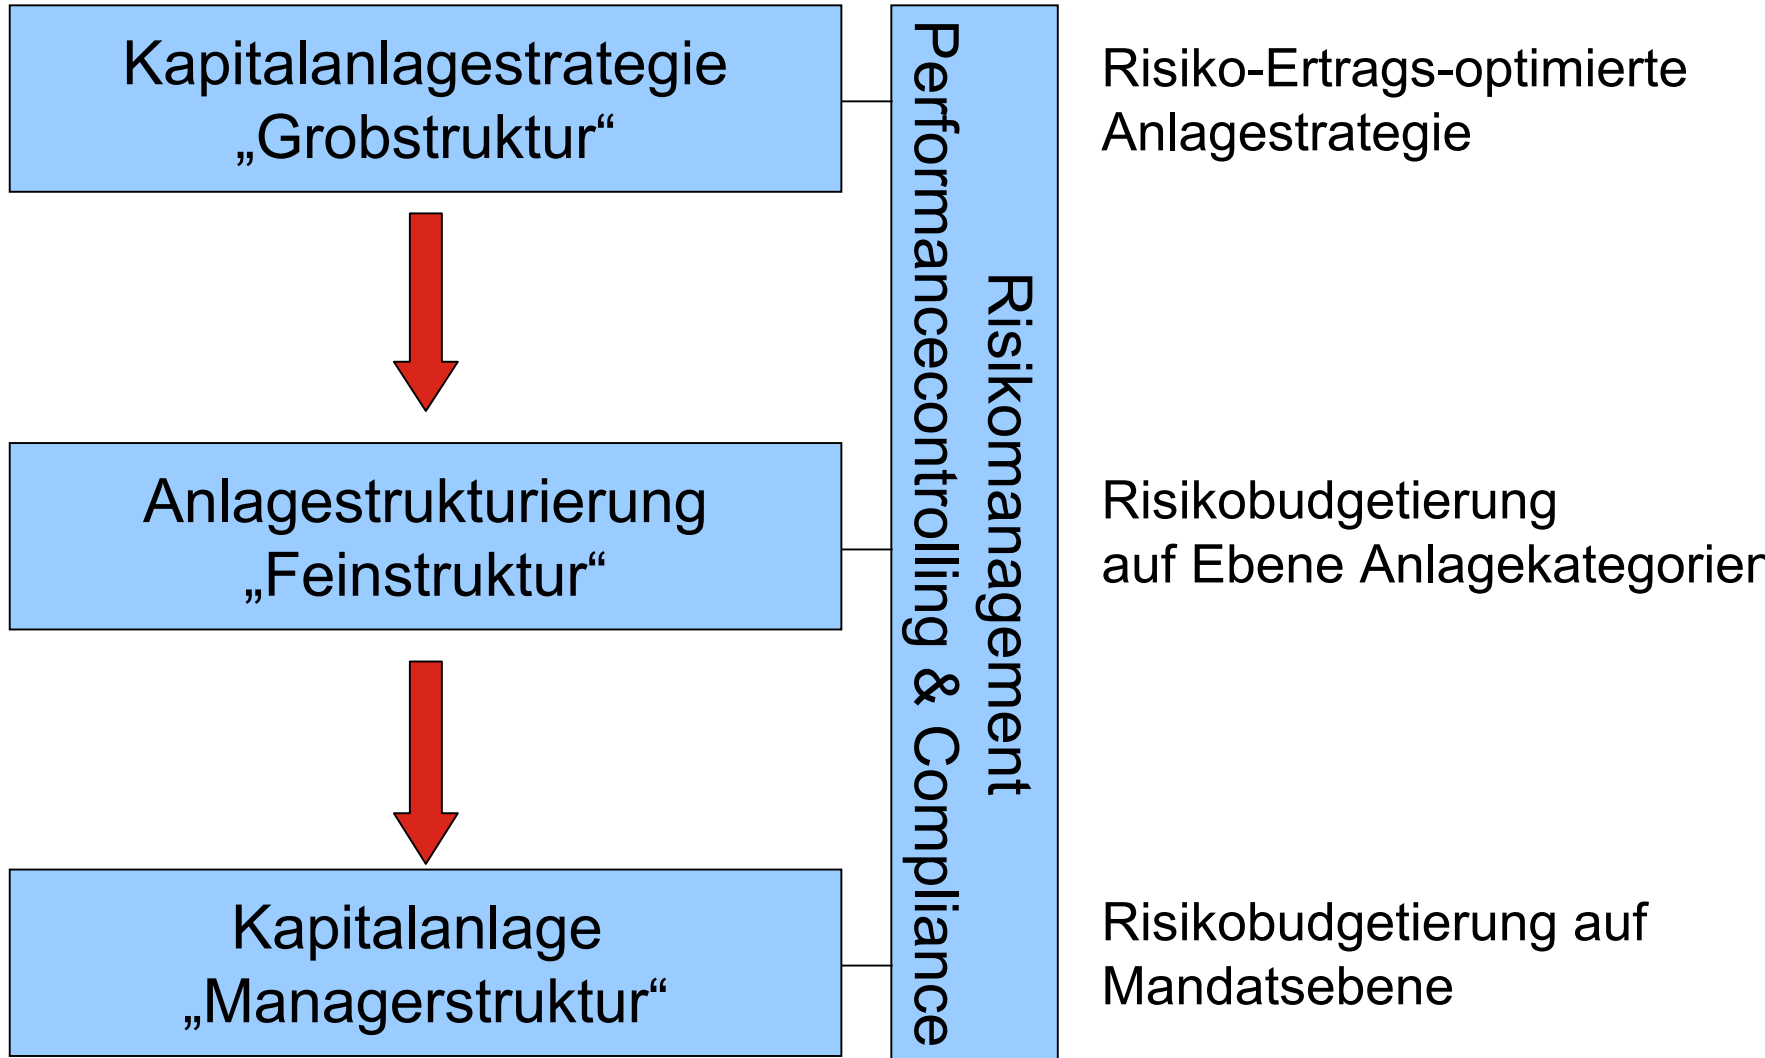 Kapitalanlagestrategie
„Grobstruktur“
Risiko-Ertrags-optimierte
Anlagestrategie
Risikomanagement
Performancecontrolling & Compliance
Anlagestrukturierung
„Feinstruktur“
Risikobudgetierung
auf Ebene Anlagekategorien
Kapitalanlage
„Managerstruktur“
Risikobudgetierung auf
Mandatsebene